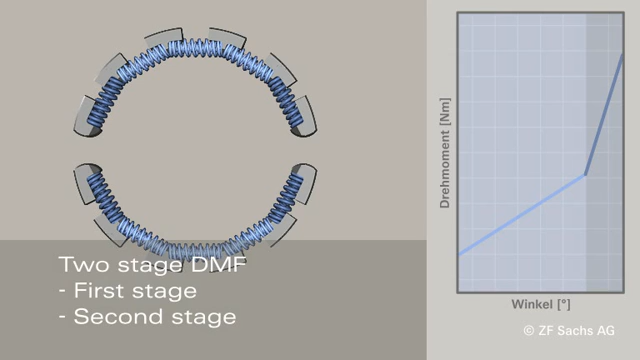 Two stage DMF
- First stage
- Second stage
Drehmoment [Nm]
Winkel [°]
© ZF Sachs AG